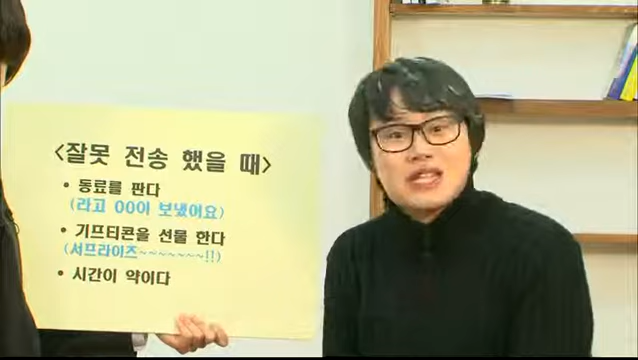 <잘못 전송 했을 때>
• 동료를 판다
(라고 OO이 보냈어요)
• 기프티콘을 선물 한다
(서프라이즈~~~~~~~!!)
• 시간이 약이다